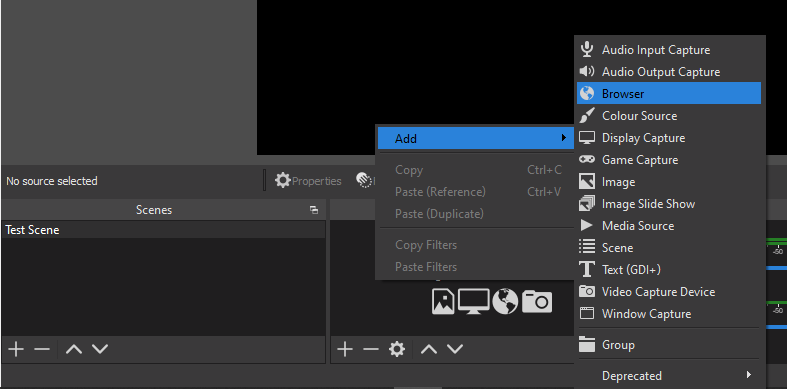 Audio Input Capture
Audio Output Capture
Browser
Colour Source
Add
Display Capture
Game Capture
Copy Ctrl+C
No source selected
Properties
Image
Paste (Reference) Ctrl+V
Image Slide Show
Scenes
Paste (Duplicate)
Media Source
Test Scene
Copy Filters
Scene
-50
Paste Filters
Text (GDI+)
Video Capture Device
Window Capture
-50
Group
Deprecated